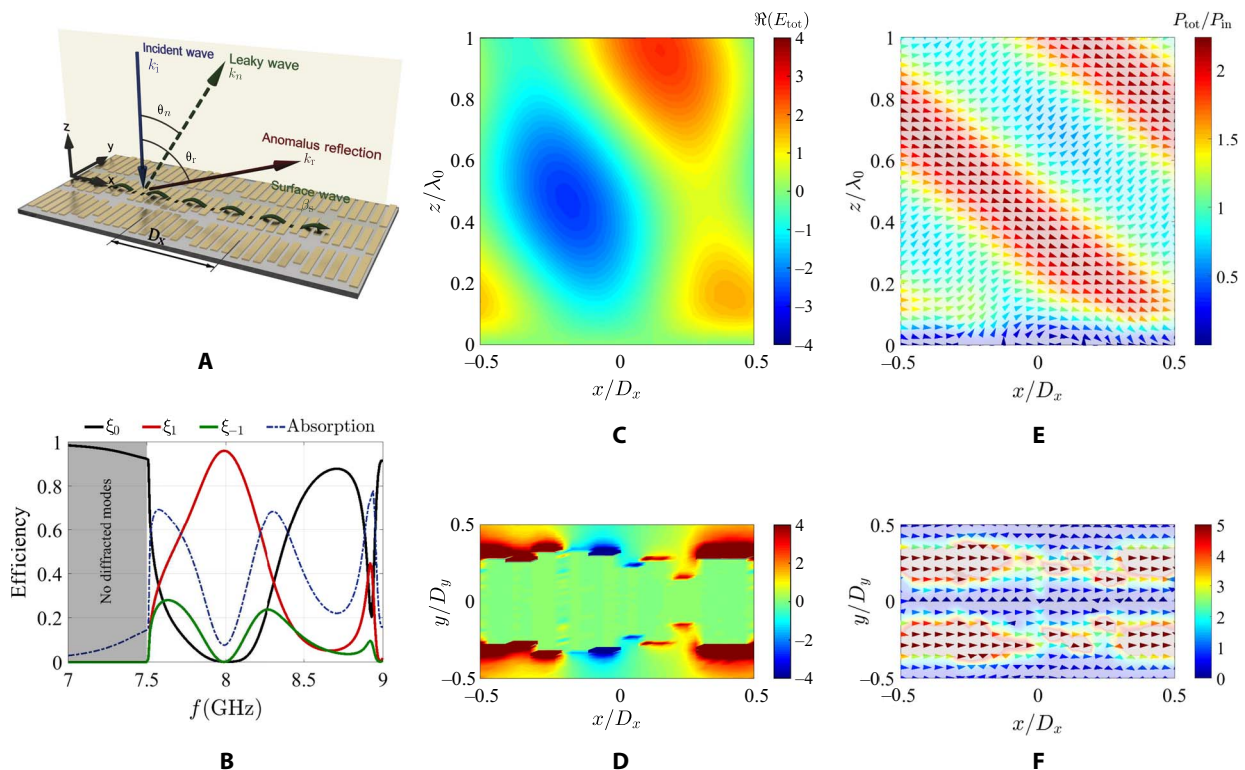 Incident wave
k_i
Leaky wave
k_n
θ_n
Anomalus reflection
k_r
θ_r
z
y
x
Surface wave
β_s
D_x
A
ξ_0 ξ_1 ξ_−1 Absorption
1
0.8
0.6
0.4
0.2
0
Efficiency
No diffracted modes
7 7.5 8 8.5 9
f(GHz)
B
ℜ(E_tot)
1
0.8
0.6
0.4
0.2
0
z/λ_0
−0.5 0 0.5
x/D_x
4
3
2
1
0
−1
−2
−3
−4
C
0.5
0
−0.5
y/D_y
−0.5 0 0.5
x/D_x
4
2
0
−2
−4
D
P_tot/P_in
1
0.8
0.6
0.4
0.2
0
z/λ_0
−0.5 0 0.5
x/D_x
2
1.5
1
0.5
E
0.5
0
−0.5
y/D_y
−0.5 0 0.5
x/D_x
5
4
3
2
1
0
F